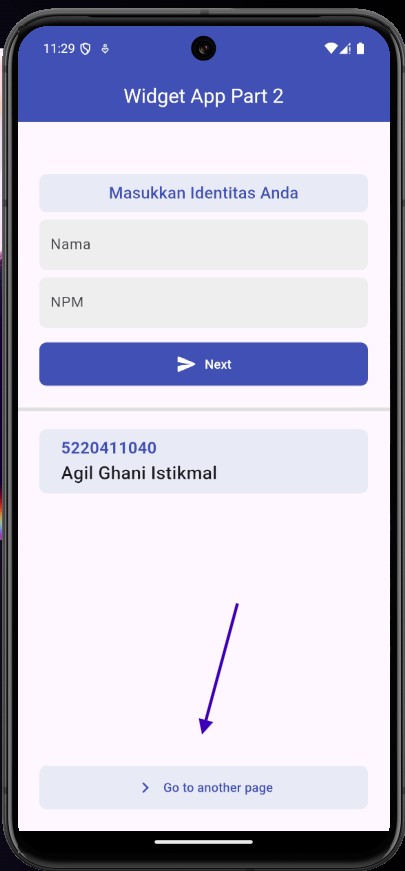 11:29
Widget App Part 2
Masukkan Identitas Anda
Nama
NPM
Next
5220411040
Agil Ghani Istikmal
Go to another page